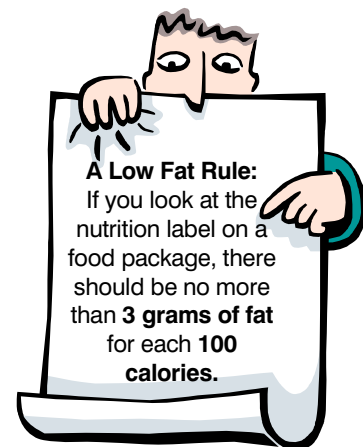 A Low Fat Rule:
If you look at the
nutrition label on a
food package, there
should be no more
than 3 grams of fat
for each 100
calories.